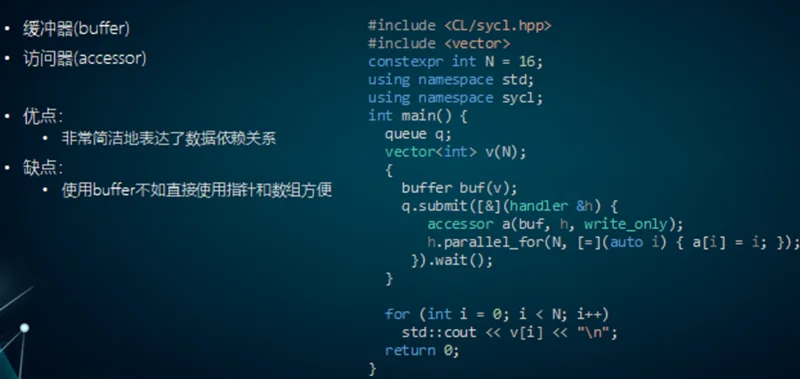 • 缓冲器(buffer)
• 访问器(accessor)
• 优点：
• 非常简洁地表达了数据依赖关系
• 缺点：
• 使用buffer不如直接使用指针和数组方便
#include <CL/sycl.hpp>
#include <vector>
constexpr int N = 16;
using namespace std;
using namespace sycl;
int main() {
  queue q;
  vector<int> v(N);
  {
    buffer buf(v);
    q.submit([&](handler &h) {
       accessor a(buf, h, write_only);
       h.parallel_for(N, [=](auto i) { a[i] = i; });
     }).wait();
  }
  for (int i = 0; i < N; i++)
    std::cout << v[i] << "\n";
  return 0;
}